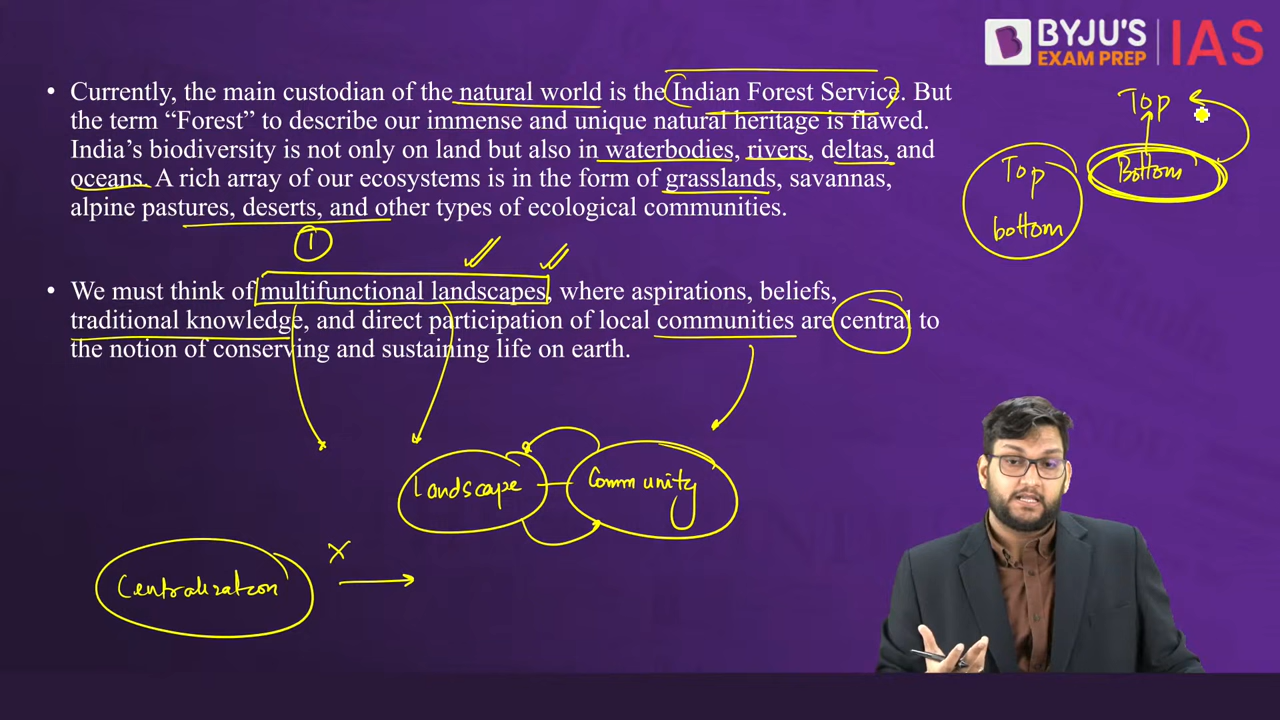 BYJU'S
EXAM PREP
IAS
• Currently, the main custodian of the natural world is the Indian Forest Service. But
the term “Forest” to describe our immense and unique natural heritage is flawed.
India’s biodiversity is not only on land but also in waterbodies, rivers, deltas, and
oceans. A rich array of our ecosystems is in the form of grasslands, savannas,
alpine pastures, deserts, and other types of ecological communities.
1
Top
Bottom
Top
bottom
• We must think of multifunctional landscapes, where aspirations, beliefs,
traditional knowledge, and direct participation of local communities are central to
the notion of conserving and sustaining life on earth.
Landscape
Community
Centralization
X